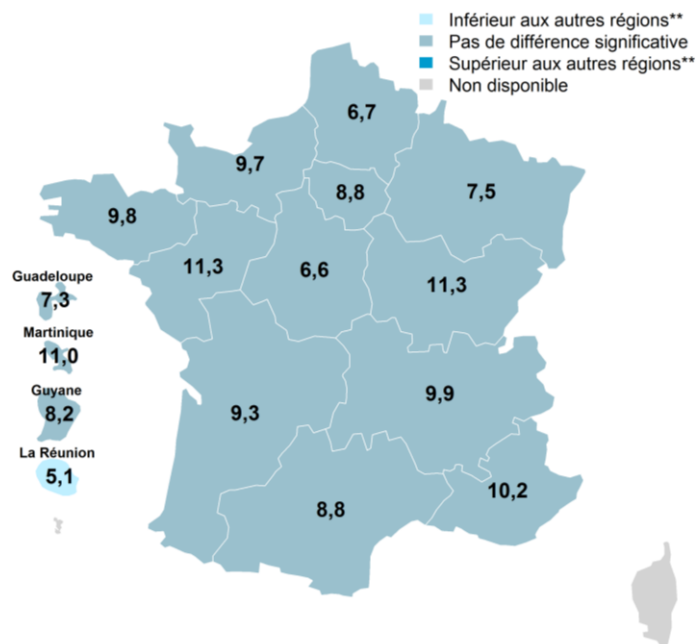 Inférieur aux autres régions**
Pas de différence significative
Supérieur aux autres régions**
Non disponible
6,7
9,7
8,8
7,5
9,8
11,3
6,6
11,3
Guadeloupe
7,3
Martinique
11,0
Guyane
8,2
9,3
9,9
La Réunion
5,1
10,2
8,8